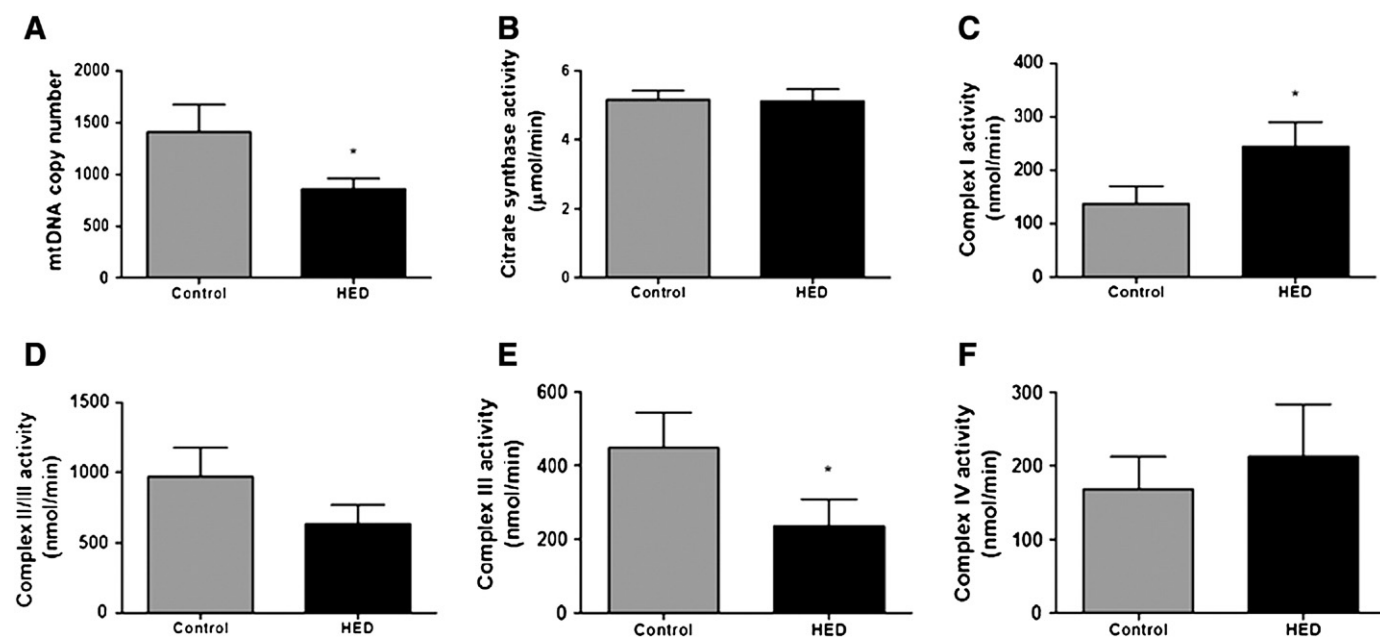 A
mtDNA copy number
2000
1500
1000
500
0
*
Control
HED
B
Citrate synthase activity
(µmol/min)
6
4
2
0
Control
HED
C
Complex I activity
(nmol/min)
400
300
200
100
0
*
Control
HED
D
Complex II/III activity
(nmol/min)
1500
1000
500
0
Control
HED
E
Complex III activity
(nmol/min)
600
400
200
0
*
Control
HED
F
Complex IV activity
(nmol/min)
300
200
100
0
Control
HED